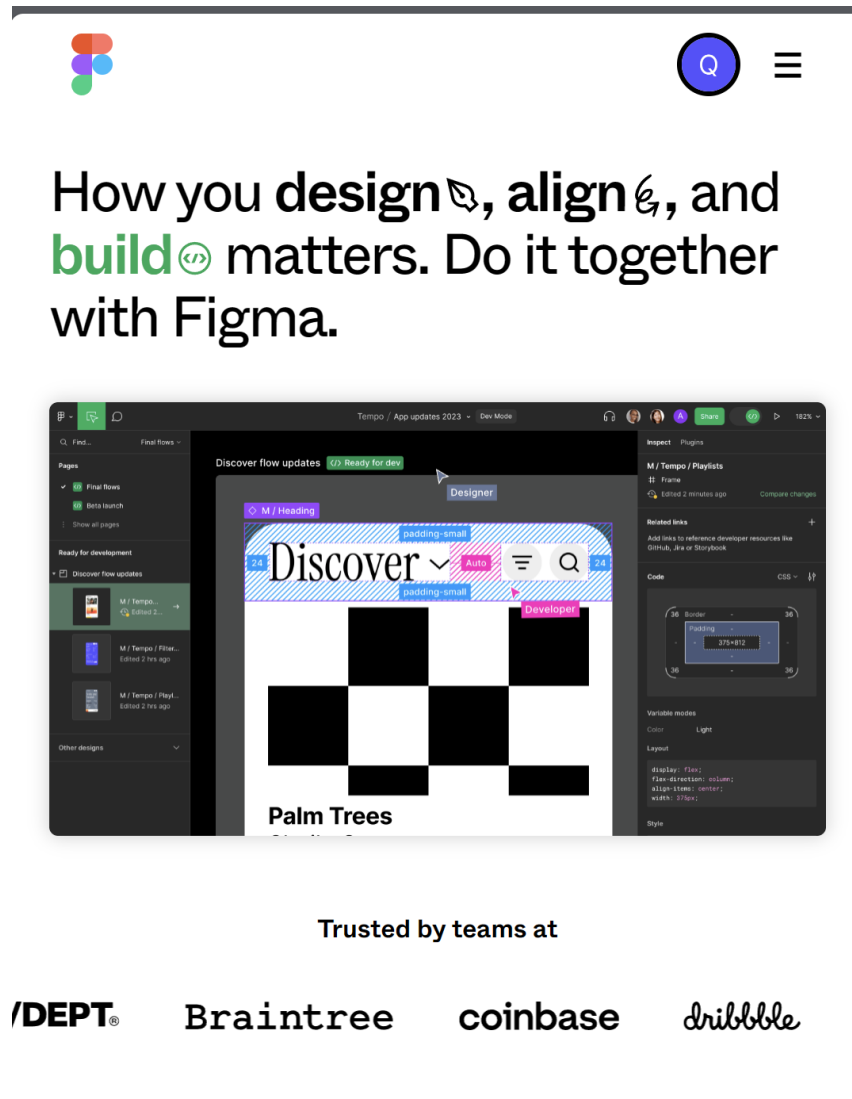 Q
How you design, align, and
build </> matters. Do it together
with Figma.
Tempo / App updates 2023
Dev Mode
A
Share
</>
182%
Find...
Final flows
Pages
Final flows
Beta launch
Show all pages
Ready for development
Discover flow updates
M / Tempo...
Edited 2...
M / Tempo / Filter...
Edited 2 hrs ago
M / Tempo / Playl...
Edited 2 hrs ago
Other designs
Discover flow updates
</> Ready for dev
Designer
M / Heading
padding-small
24
Discover
Auto
24
padding-small
Developer
Palm Trees
Inspect Plugins
M / Tempo / Playlists
Frame
Edited 2 minutes ago
Compare changes
Related links
Add links to reference developer resources like
GitHub, Jira or Storybook
Code
CSS
36 Border - 36
Padding -
- - 375×812 - -
-
36 - 36
Variable modes
Color Light
Layout
display: flex;
flex-direction: column;
align-items: center;
width: 375px;
Style
Trusted by teams at
/DEPT®
Braintree
coinbase
dribbble